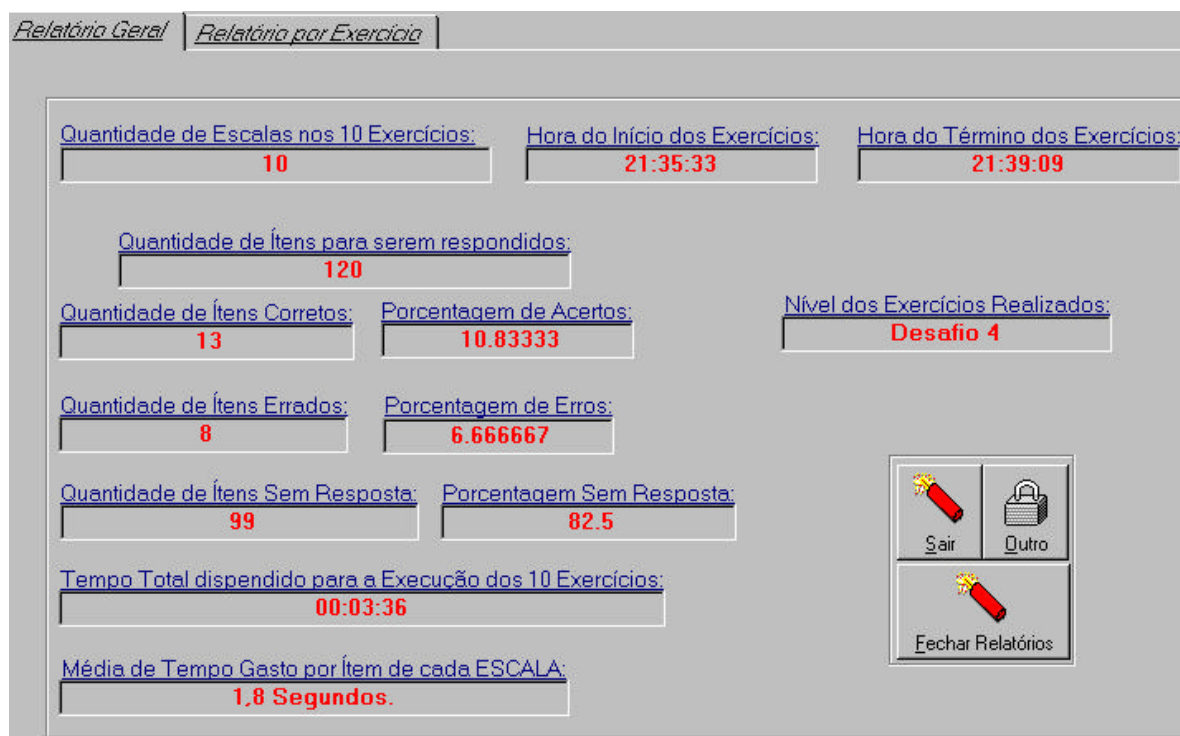 Relatório Geral
Relatório por Exercício
Quantidade de Escalas nos 10 Exercícios:
10
Hora do Início dos Exercícios:
21:35:33
Hora do Término dos Exercícios:
21:39:09
Quantidade de Ítens para serem respondidos:
120
Quantidade de Ítens Corretos:
13
Porcentagem de Acertos:
10.83333
Nível dos Exercícios Realizados:
Desafio 4
Quantidade de Ítens Errados:
8
Porcentagem de Erros:
6.666667
Quantidade de Ítens Sem Resposta:
99
Porcentagem Sem Resposta:
82.5
Sair
Outro
Tempo Total dispendido para a Execução dos 10 Exercícios:
00:03:36
Fechar Relatórios
Média de Tempo Gasto por Ítem de cada ESCALA:
1,8 Segundos.